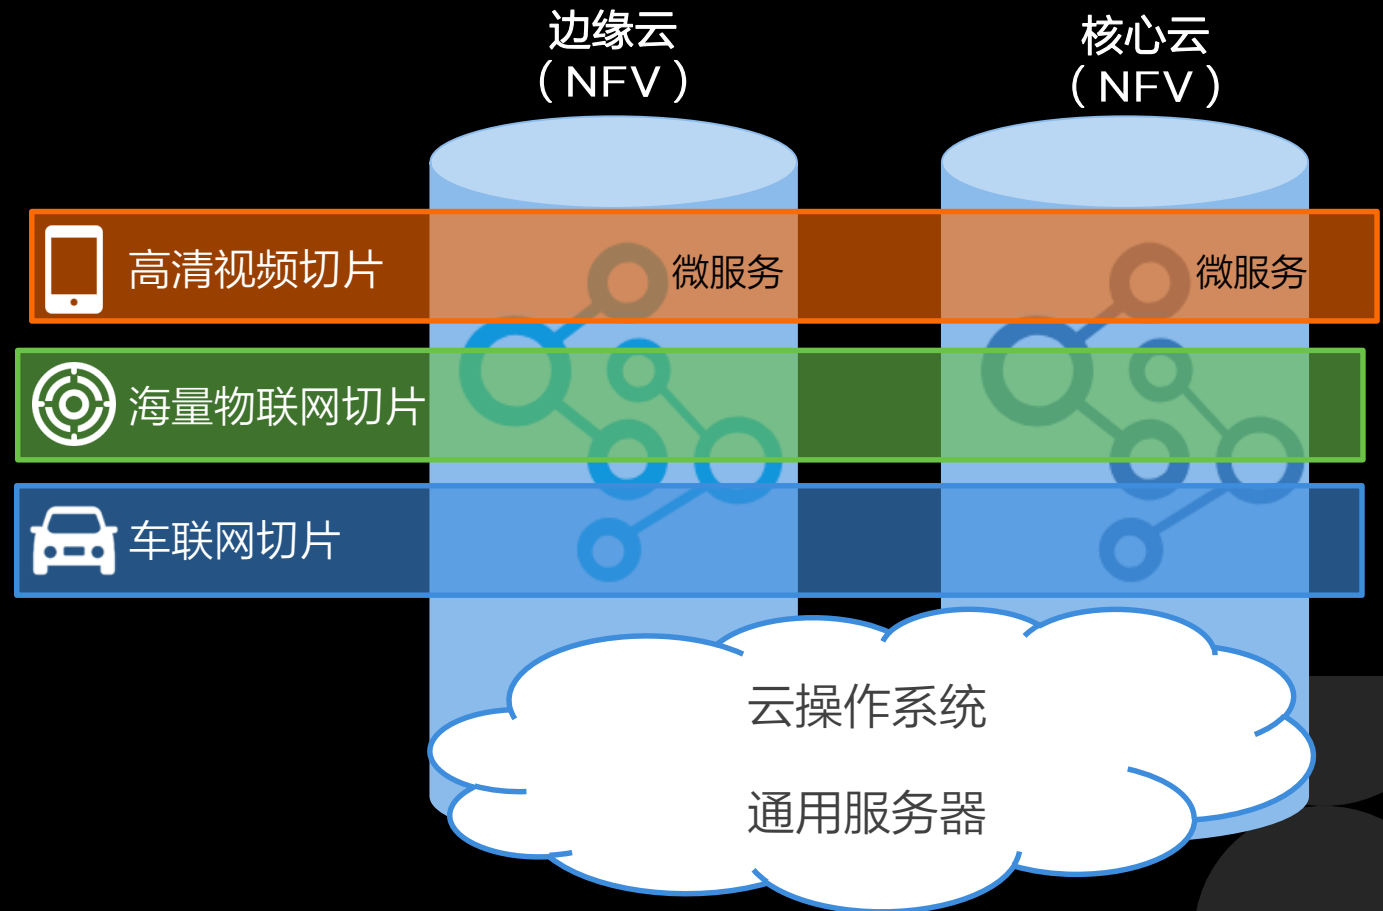 边缘云
（NFV）
核心云
（NFV）
高清视频切片
微服务
微服务
海量物联网切片
车联网切片
云操作系统
通用服务器